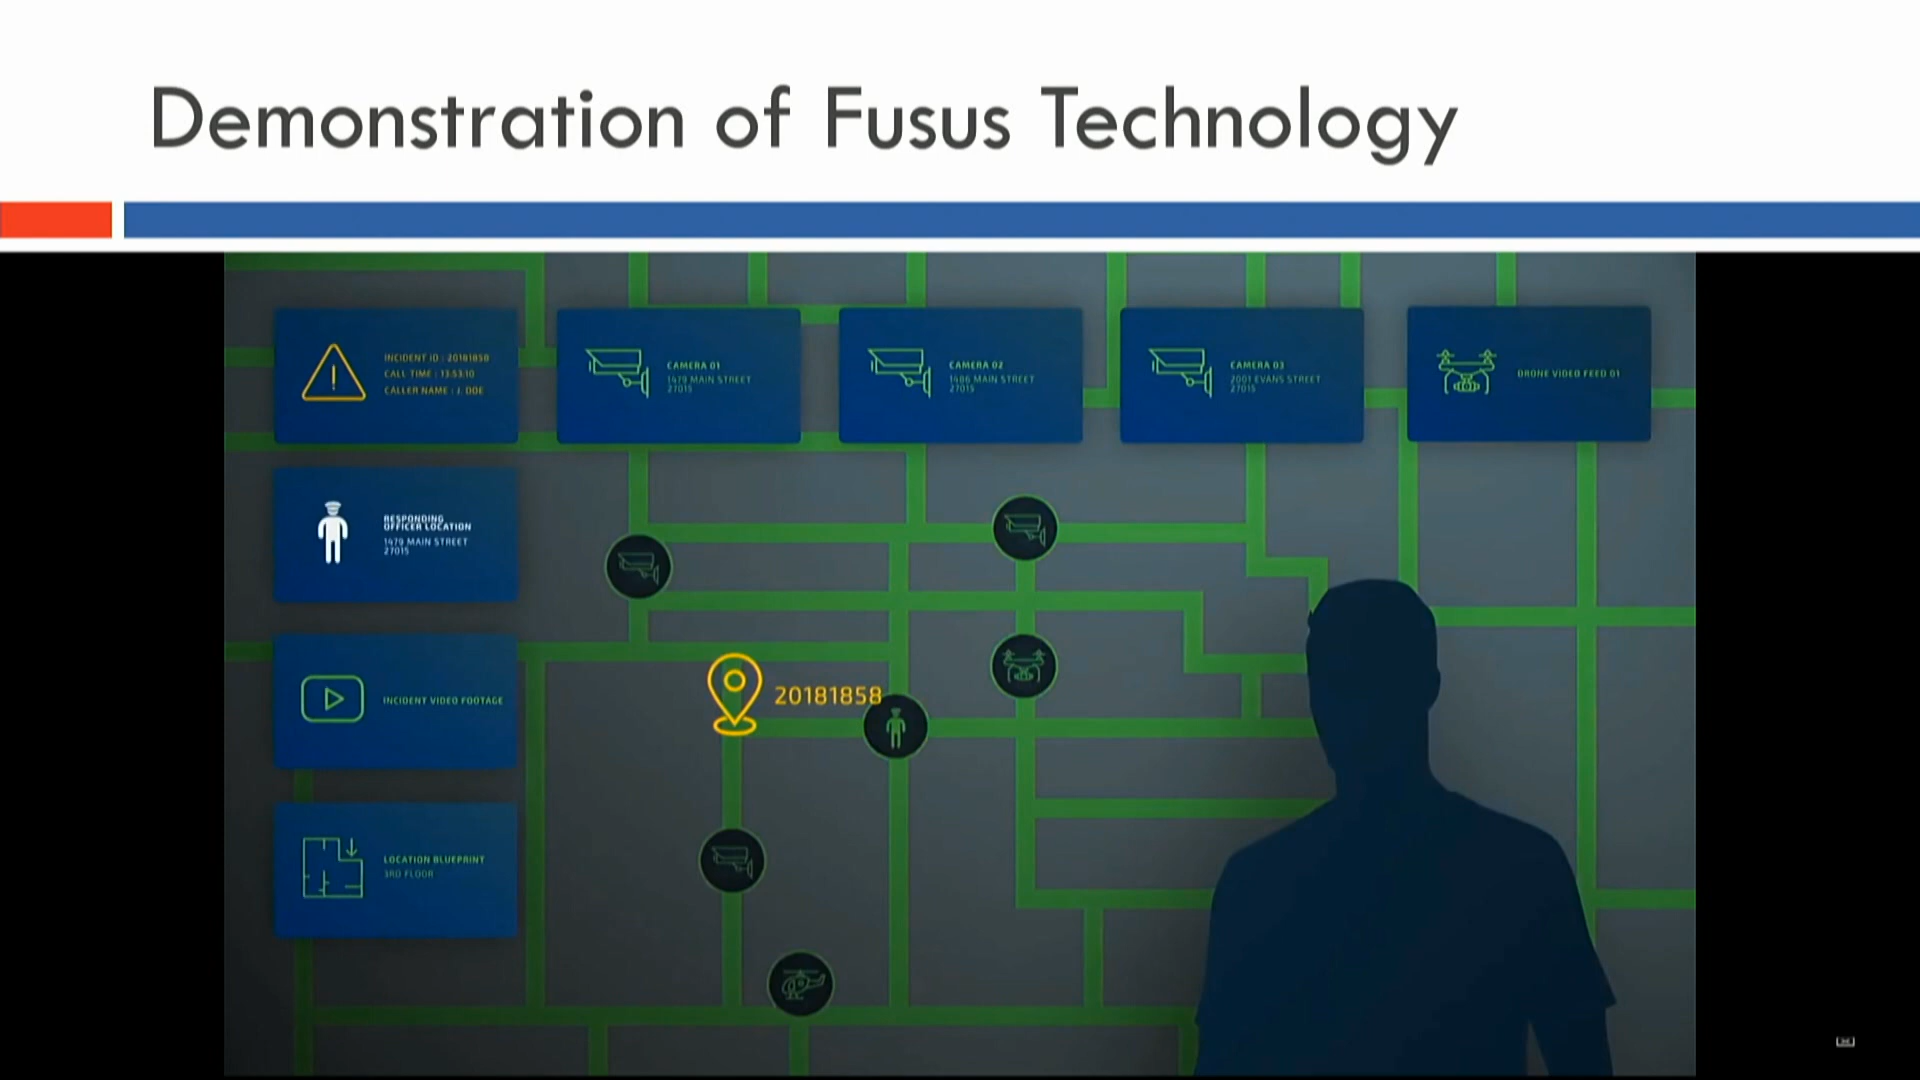 Demonstration of Fusus Technology
INCIDENT ID : 20181858
CALL TIME : 13:53:10
CALLER NAME : J. DOE
CAMERA 01
1479 MAIN STREET
27015
CAMERA 02
1486 MAIN STREET
27015
CAMERA 03
2001 EVANS STREET
27015
DRONE VIDEO FEED 01
RESPONDING
OFFICER LOCATION
1479 MAIN STREET
27015
INCIDENT VIDEO FOOTAGE
20181858
LOCATION BLUEPRINT
3RD FLOOR